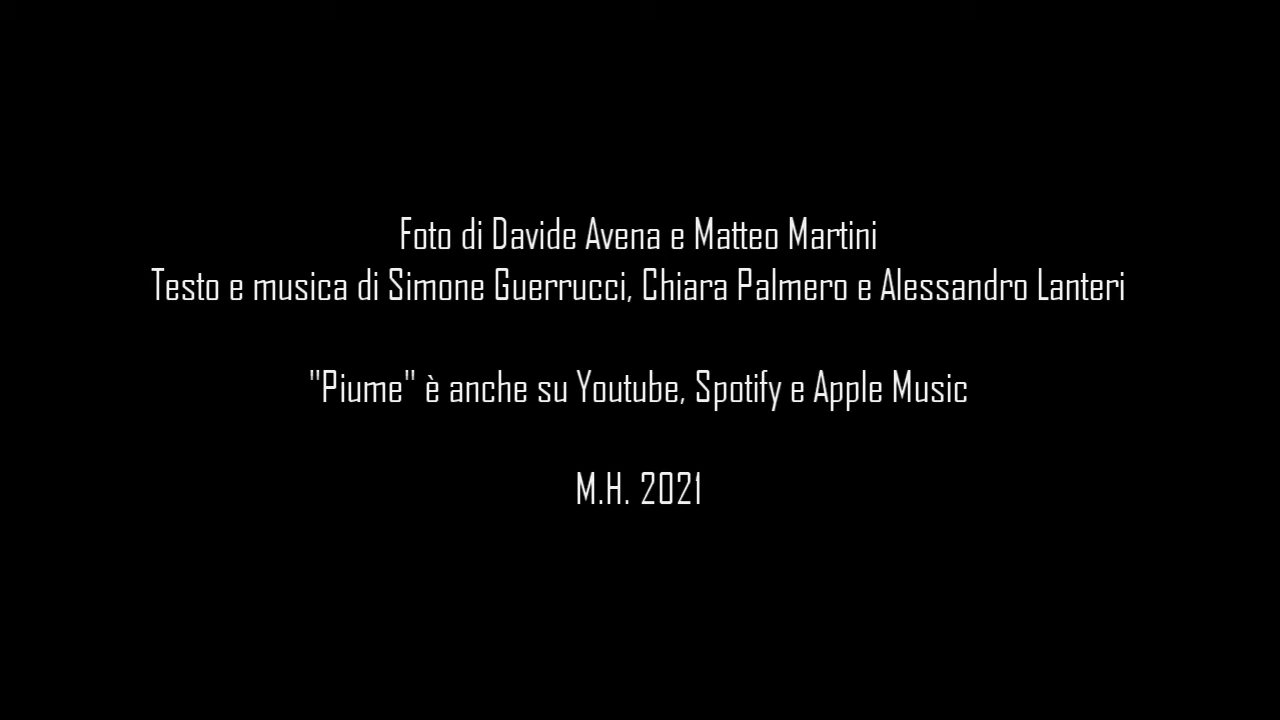 Foto di Davide Avena e Matteo Martini
Testo e musica di Simone Guerrucci, Chiara Palmero e Alessandro Lanteri
"Piume" è anche su Youtube, Spotify e Apple Music
M.H. 2021